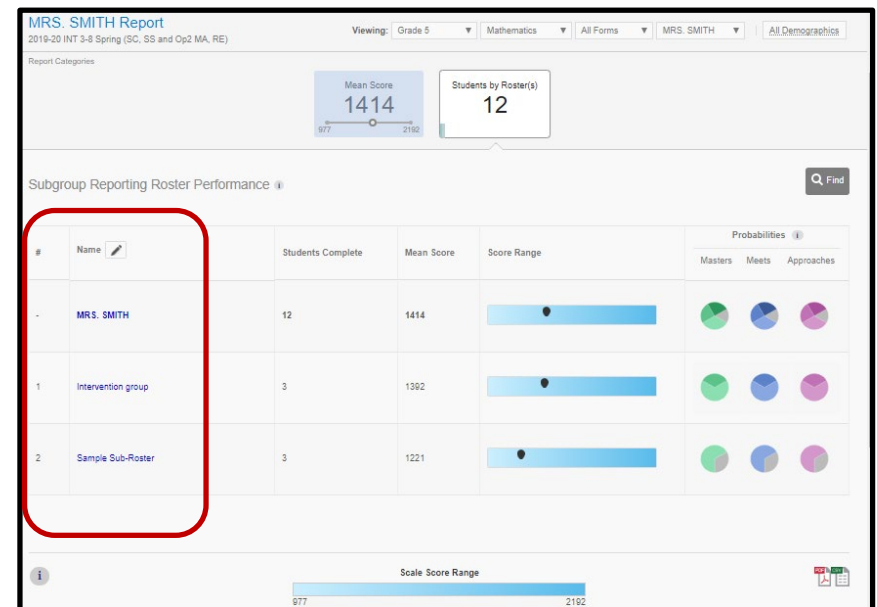 MRS. SMITH Report
2019-20 INT 3-8 Spring (SC, SS and Op2 MA, RE)
Viewing: Grade 5 Mathematics All Forms MRS. SMITH All Demographics
Report Categories
Mean Score
1414
977 2192
Students by Roster(s)
12
Subgroup Reporting Roster Performance i
Find
# Name Students Complete Mean Score Score Range Probabilities i
Masters Meets Approaches
- MRS. SMITH 12 1414
1 Intervention group 3 1392
2 Sample Sub-Roster 3 1221
i
Scale Score Range
977 2192
PDF